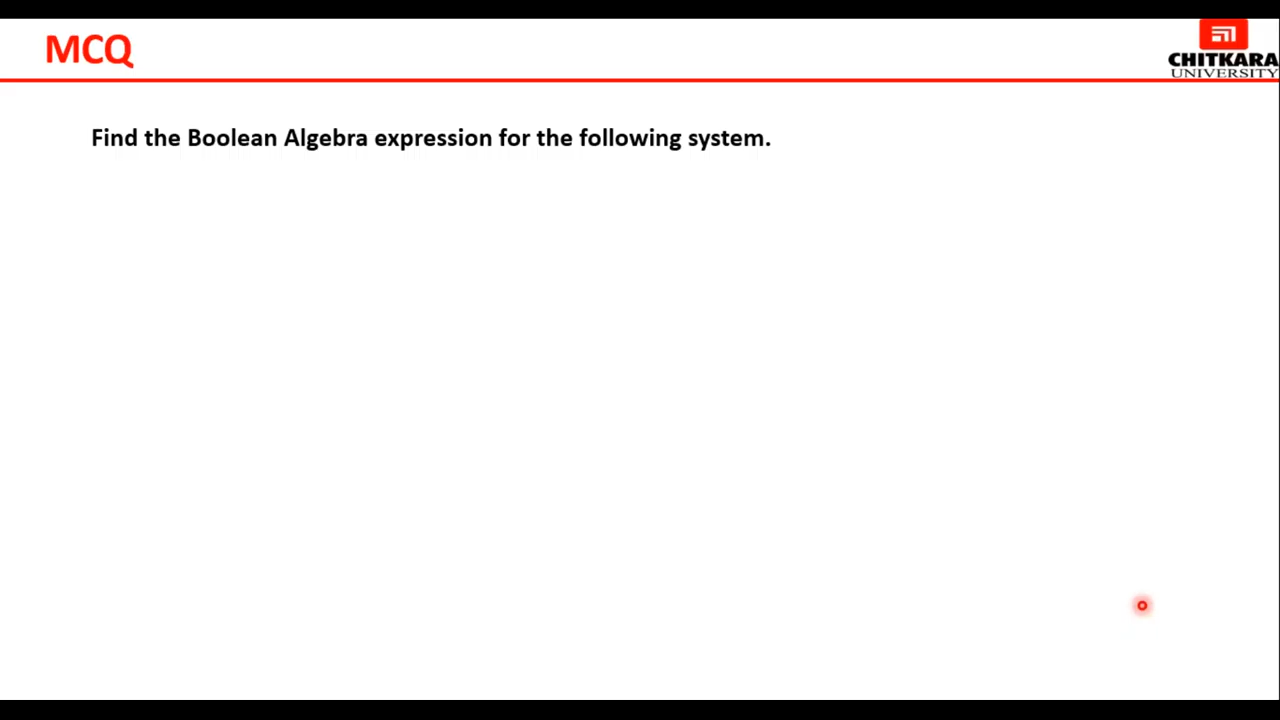 MCQ
CHITKARA
UNIVERSITY
Find the Boolean Algebra expression for the following system.